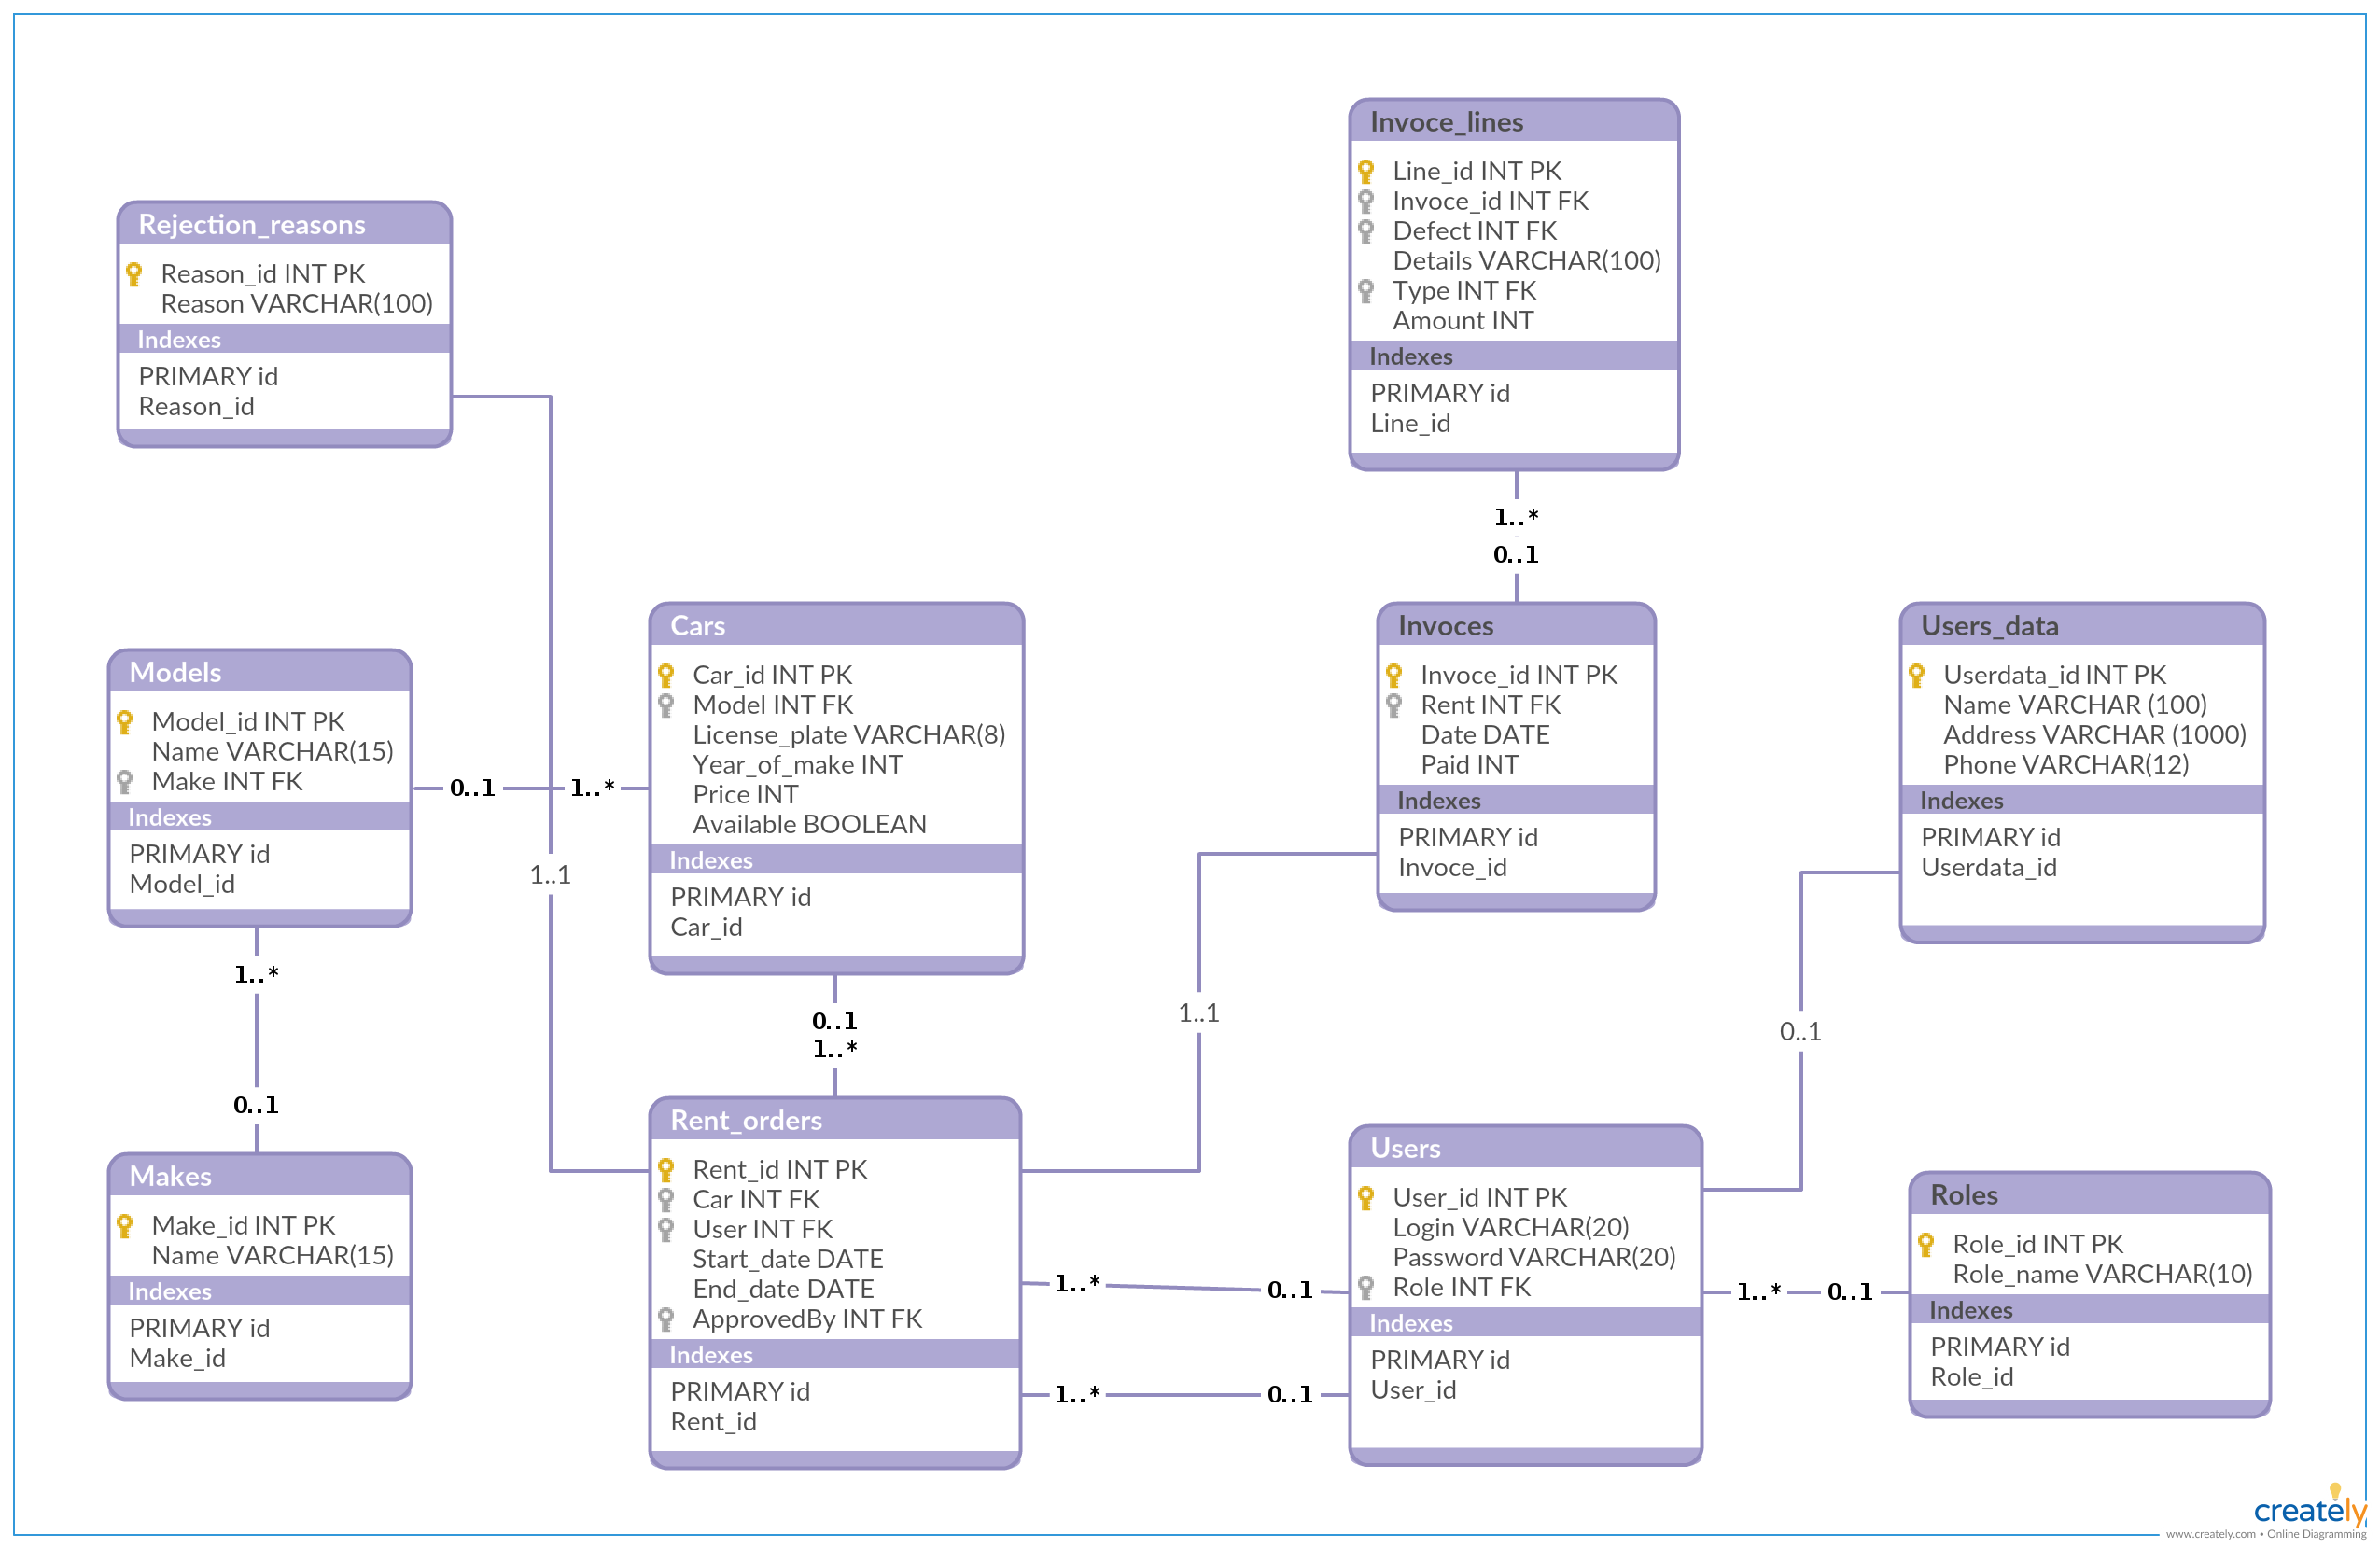 Invoce_lines
Line_id INT PK
Invoce_id INT FK
Defect INT FK
Details VARCHAR(100)
Type INT FK
Amount INT
Indexes
PRIMARY id
Line_id
Rejection_reasons
Reason_id INT PK
Reason VARCHAR(100)
Indexes
PRIMARY id
Reason_id
1..*
0..1
Models
Model_id INT PK
Name VARCHAR(15)
Make INT FK
Indexes
PRIMARY id
Model_id
0..1
1..*
1..1
Cars
Car_id INT PK
Model INT FK
License_plate VARCHAR(8)
Year_of_make INT
Price INT
Available BOOLEAN
Indexes
PRIMARY id
Car_id
Invoces
Invoce_id INT PK
Rent INT FK
Date DATE
Paid INT
Indexes
PRIMARY id
Invoce_id
Users_data
Userdata_id INT PK
Name VARCHAR (100)
Address VARCHAR (1000)
Phone VARCHAR(12)
Indexes
PRIMARY id
Userdata_id
1..*
0..1
0..1
1..*
1..1
0..1
Makes
Make_id INT PK
Name VARCHAR(15)
Indexes
PRIMARY id
Make_id
Rent_orders
Rent_id INT PK
Car INT FK
User INT FK
Start_date DATE
End_date DATE
ApprovedBy INT FK
Indexes
PRIMARY id
Rent_id
1..*
0..1
1..*
0..1
Users
User_id INT PK
Login VARCHAR(20)
Password VARCHAR(20)
Role INT FK
Indexes
PRIMARY id
User_id
1..*
0..1
Roles
Role_id INT PK
Role_name VARCHAR(10)
Indexes
PRIMARY id
Role_id
creately
www.creately.com • Online Diagramming